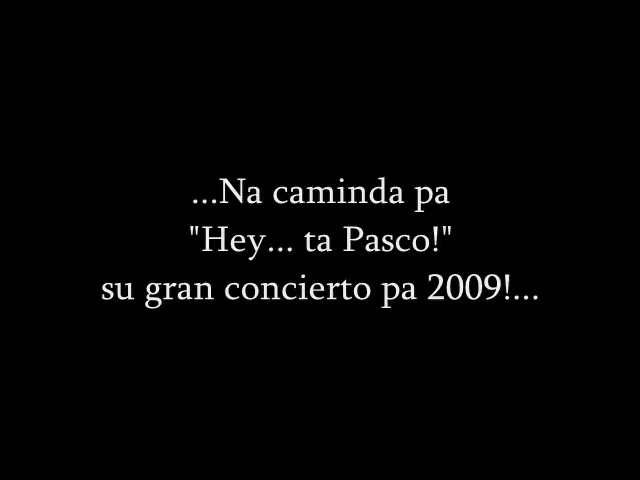 ...Na caminda pa
"Hey... ta Pasco!"
su gran concierto pa 2009!...